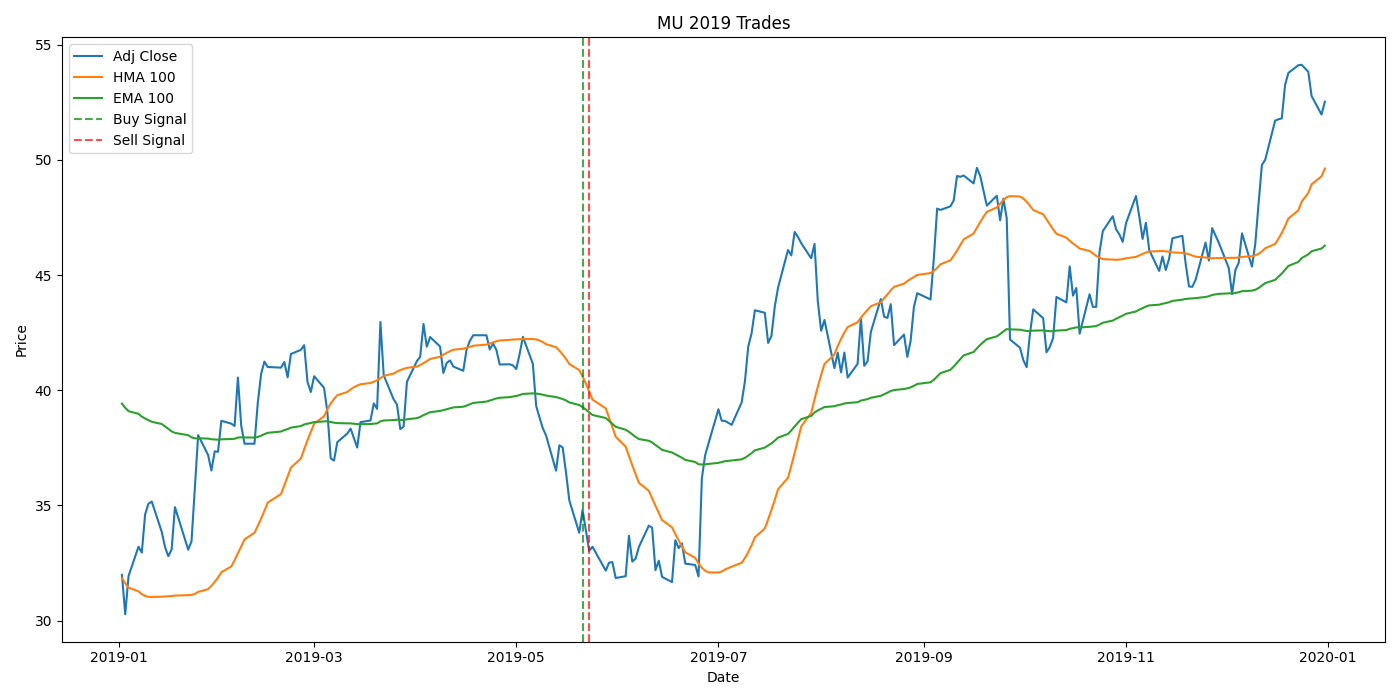 MU 2019 Trades
Adj Close
HMA 100
EMA 100
Buy Signal
Sell Signal
55
50
45
40
35
30
Price
2019-01 2019-03 2019-05 2019-07 2019-09 2019-11 2020-01
Date